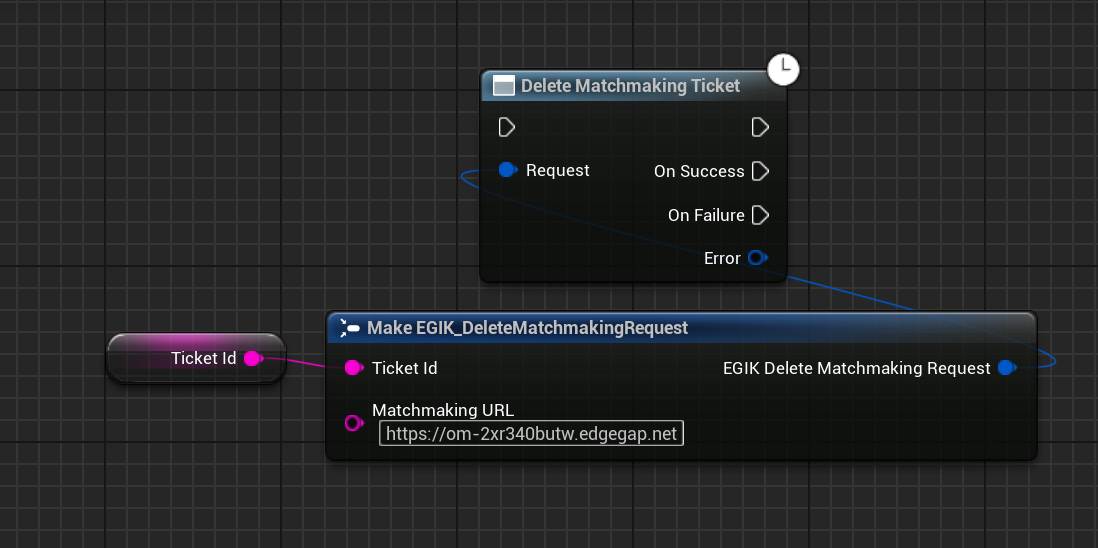 Delete Matchmaking Ticket
Request
On Success
On Failure
Error
Make EGIK_DeleteMatchmakingRequest
Ticket Id
Ticket Id
EGIK Delete Matchmaking Request
Matchmaking URL
https://om-2xr340butw.edgegap.net